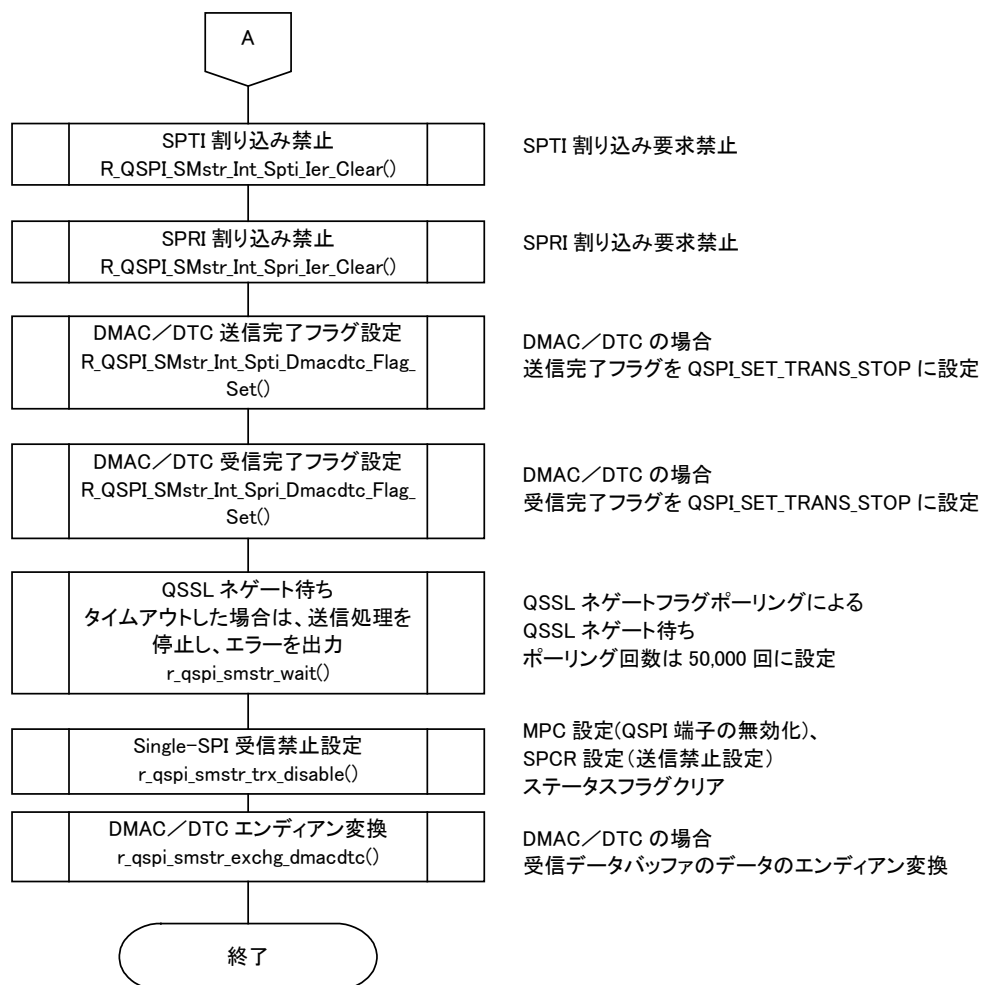 A
SPTI 割り込み禁止
R_QSPI_SMstr_Int_Spti_Ier_Clear()
SPTI 割り込み要求禁止
SPRI 割り込み禁止
R_QSPI_SMstr_Int_Spri_Ier_Clear()
SPRI 割り込み要求禁止
DMAC／DTC 送信完了フラグ設定
R_QSPI_SMstr_Int_Spti_Dmacdtc_Flag_
Set()
DMAC／DTC の場合
送信完了フラグを QSPI_SET_TRANS_STOP に設定
DMAC／DTC 受信完了フラグ設定
R_QSPI_SMstr_Int_Spri_Dmacdtc_Flag_
Set()
DMAC／DTC の場合
受信完了フラグを QSPI_SET_TRANS_STOP に設定
QSSL ネゲート待ち
タイムアウトした場合は、送信処理を
停止し、エラーを出力
r_qspi_smstr_wait()
QSSL ネゲートフラグポーリングによる
QSSL ネゲート待ち
ポーリング回数は 50,000 回に設定
Single-SPI 受信禁止設定
r_qspi_smstr_trx_disable()
MPC 設定(QSPI 端子の無効化)、
SPCR 設定（送信禁止設定）
ステータスフラグクリア
DMAC／DTC エンディアン変換
r_qspi_smstr_exchg_dmacdtc()
DMAC／DTC の場合
受信データバッファのデータのエンディアン変換
終了